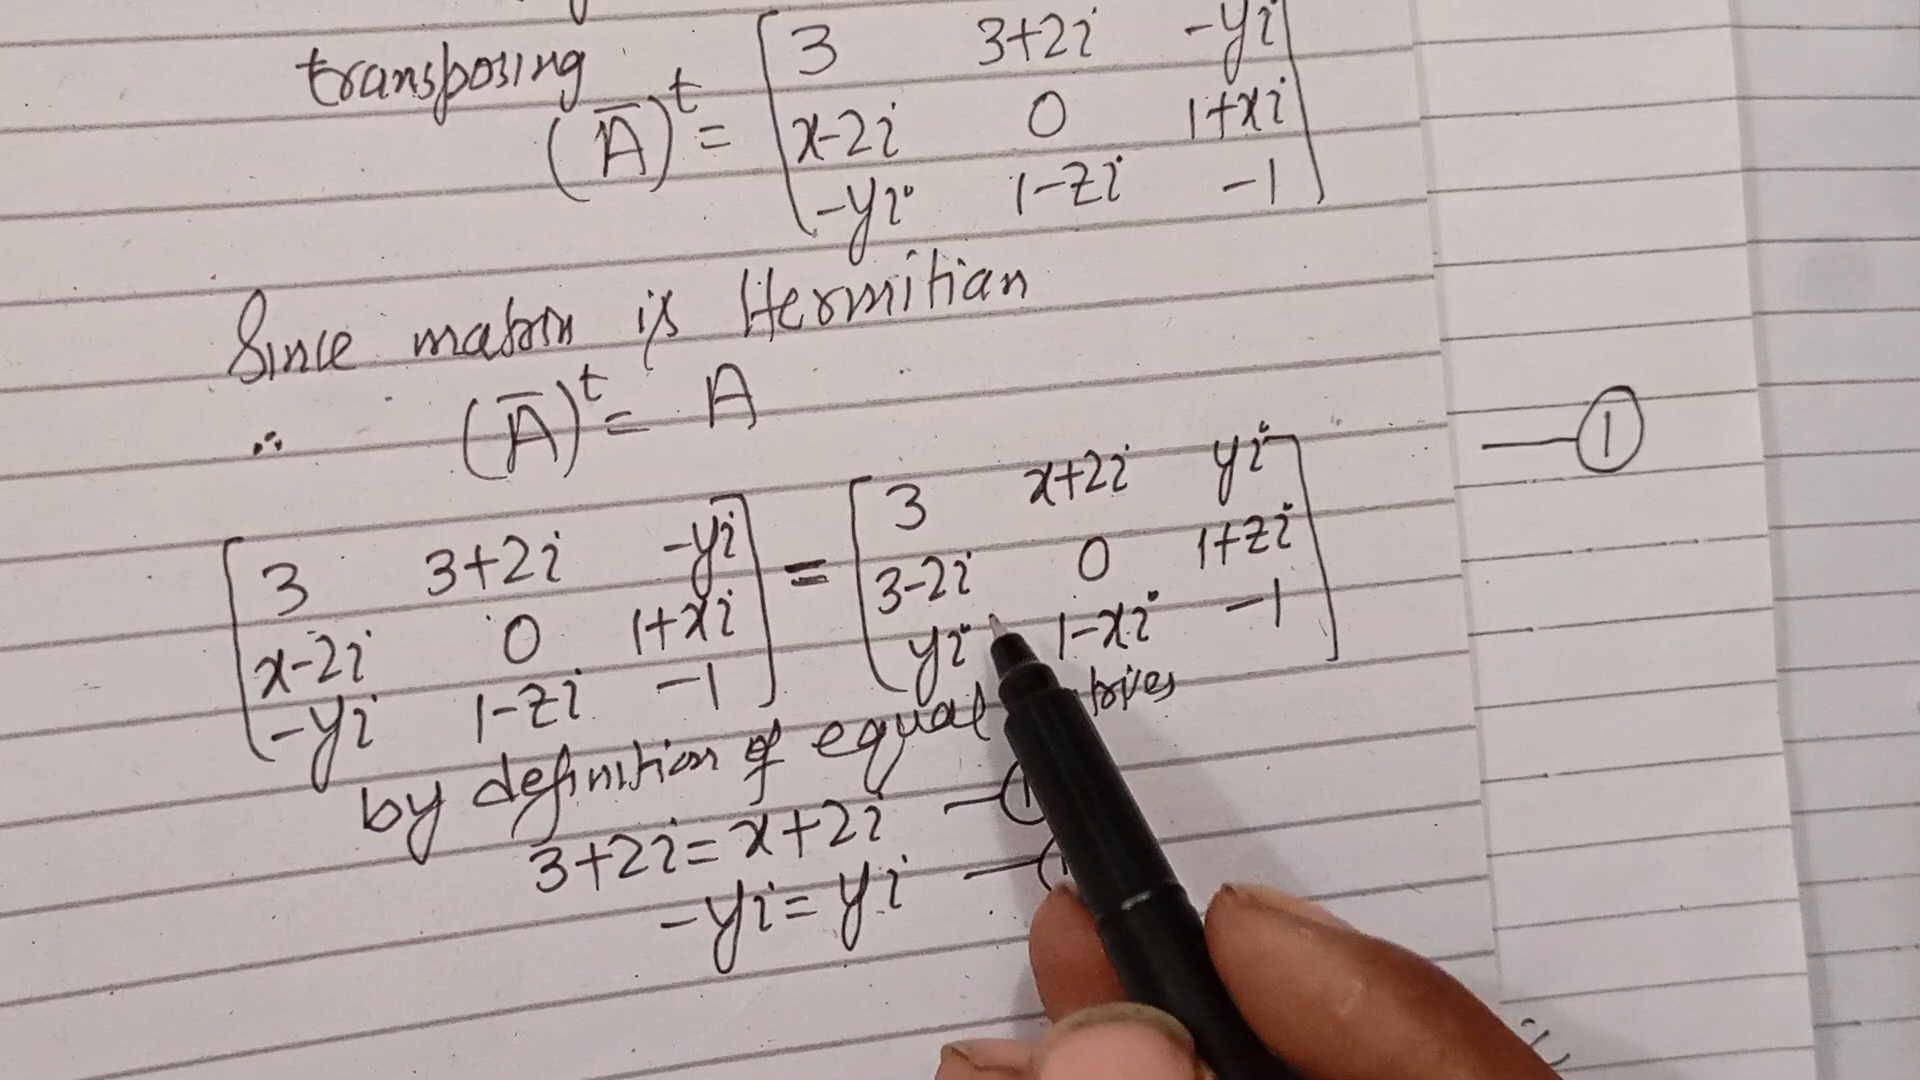 transposing
(A̅)ᵗ = [3 3+2i -yi
x-2i 0 1+xi
-yi 1-zi -1]
Since matrix is Hermitian
∴ (A̅)ᵗ = A —①
[3 3+2i -yi
x-2i 0 1+xi
-yi 1-zi -1] = [3 x+2i yi
3-2i 0 1+zi
yi 1-xi -1]
by definition of equal
3+2i = x+2i
-yi = yi